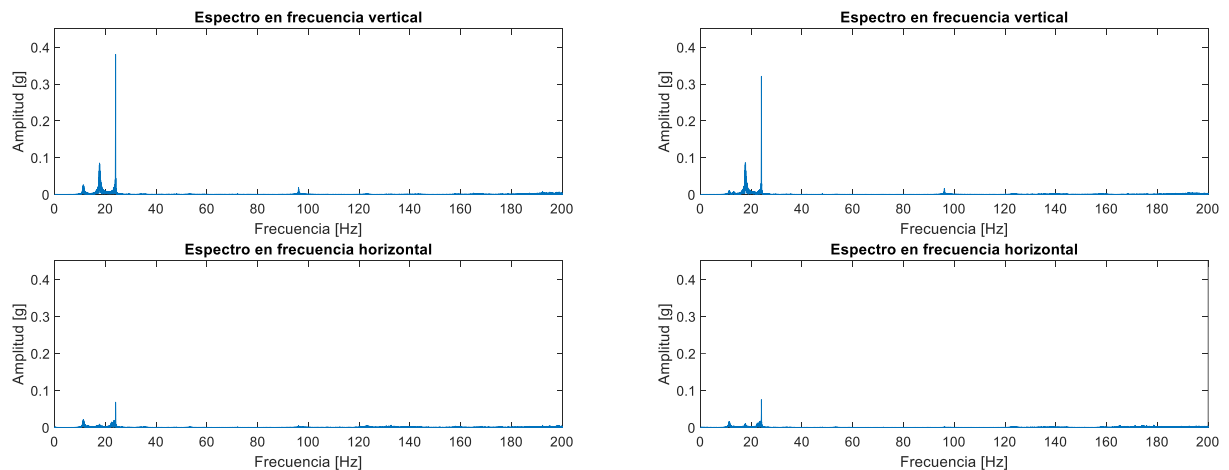 Espectro en frecuencia vertical
Amplitud [g]
0.4
0.3
0.2
0.1
0
0 20 40 60 80 100 120 140 160 180 200
Frecuencia [Hz]
Espectro en frecuencia vertical
Amplitud [g]
0.4
0.3
0.2
0.1
0
0 20 40 60 80 100 120 140 160 180 200
Frecuencia [Hz]
Espectro en frecuencia horizontal
Amplitud [g]
0.4
0.3
0.2
0.1
0
0 20 40 60 80 100 120 140 160 180 200
Frecuencia [Hz]
Espectro en frecuencia horizontal
Amplitud [g]
0.4
0.3
0.2
0.1
0
0 20 40 60 80 100 120 140 160 180 200
Frecuencia [Hz]